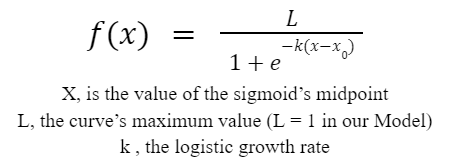 f(x) = L / 1 + e^−k(x−x₀)
X, is the value of the sigmoid's midpoint
L, the curve's maximum value (L = 1 in our Model)
k , the logistic growth rate